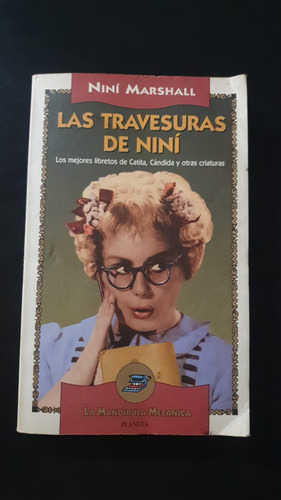 NINÍ MARSHALL
LAS TRAVESURAS
DE NINÍ
Los mejores libretos de Catita, Cándida y otras criaturas
LA MANDÍBULA MECÁNICA
PLANETA